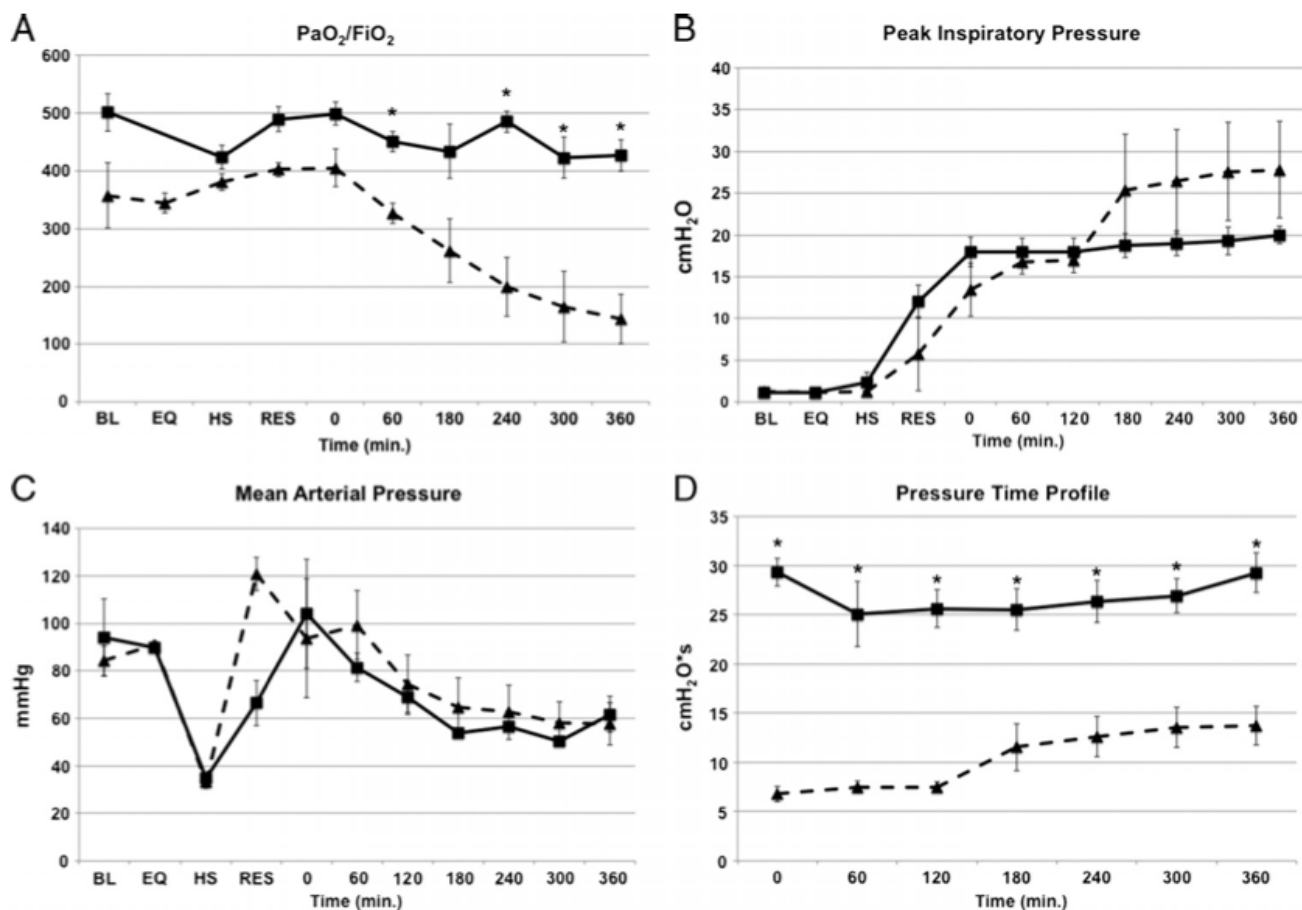 A
PaO₂/FiO₂
600
500
400
300
200
100
0
* * * *
BL EQ HS RES 0 60 180 240 300 360
Time (min.)
B
Peak Inspiratory Pressure
cmH₂O
40
35
30
25
20
15
10
5
0
BL EQ HS RES 0 60 120 180 240 300 360
Time (min.)
C
Mean Arterial Pressure
mmHg
140
120
100
80
60
40
20
0
BL EQ HS RES 0 60 120 180 240 300 360
Time (min.)
D
Pressure Time Profile
cmH₂O*s
35
30
25
20
15
10
5
0
* * * * * * *
0 60 120 180 240 300 360
Time (min.)